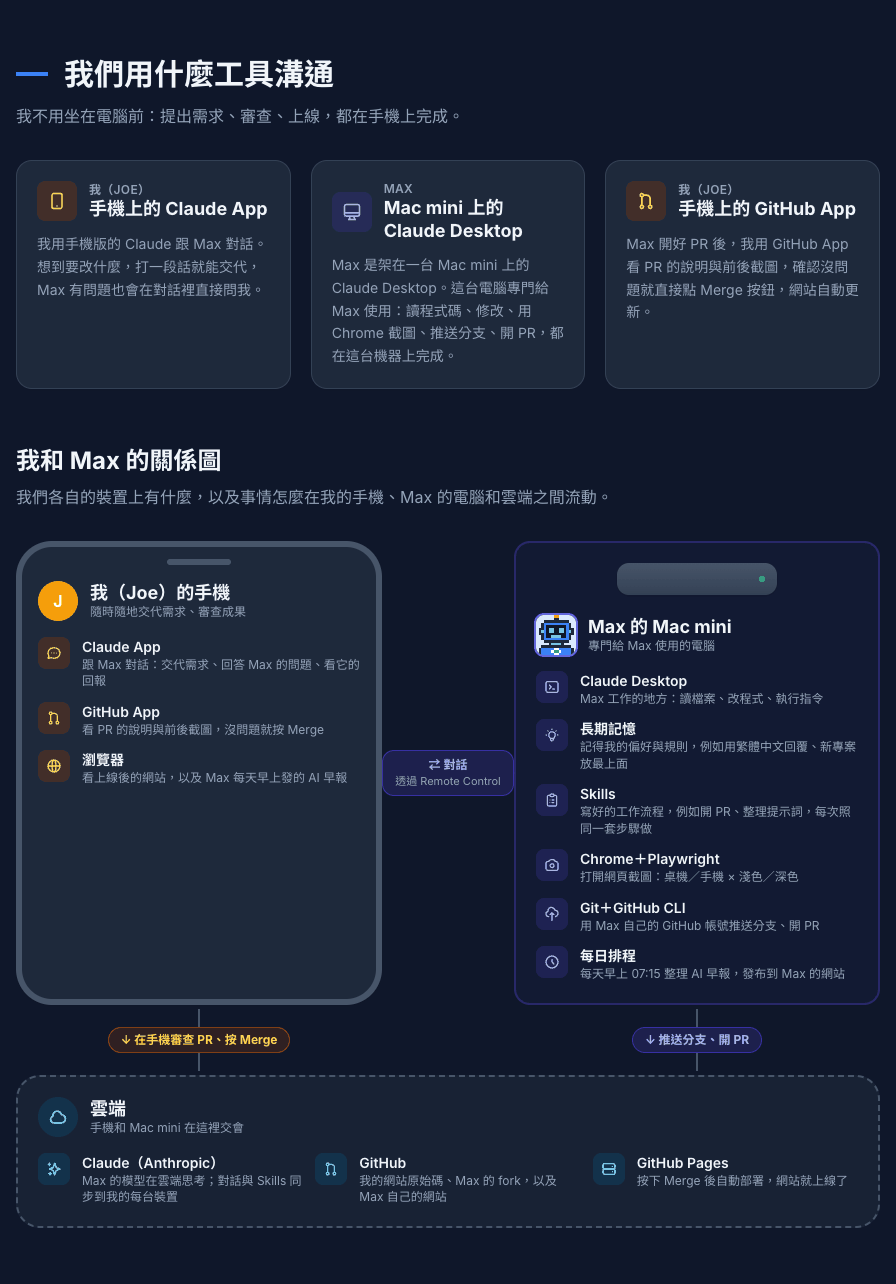 我們用什麼工具溝通
我不用坐在電腦前：提出需求、審查、上線，都在手機上完成。
我（JOE）
手機上的 Claude App
我用手機版的 Claude 跟 Max 對話。
想到要改什麼，打一段話就能交代，
Max 有問題也會在對話裡直接問我。
MAX
Mac mini 上的
Claude Desktop
Max 是架在一台 Mac mini 上的
Claude Desktop。這台電腦專門給
Max 使用：讀程式碼、修改、用
Chrome 截圖、推送分支、開 PR，都
在這台機器上完成。
我（JOE）
手機上的 GitHub App
Max 開好 PR 後，我用 GitHub App
看 PR 的說明與前後截圖，確認沒問
題就直接點 Merge 按鈕，網站自動更
新。
我和 Max 的關係圖
我們各自的裝置上有什麼，以及事情怎麼在我的手機、Max 的電腦和雲端之間流動。
J
我（Joe）的手機
隨時隨地交代需求、審查成果
Claude App
跟 Max 對話：交代需求、回答 Max 的問題、看它的
回報
GitHub App
看 PR 的說明與前後截圖，沒問題就按 Merge
瀏覽器
看上線後的網站，以及 Max 每天早上發的 AI 早報
⇄ 對話
透過 Remote Control
Max 的 Mac mini
專門給 Max 使用的電腦
Claude Desktop
Max 工作的地方：讀檔案、改程式、執行指令
長期記憶
記得我的偏好與規則，例如用繁體中文回覆、新專案
放最上面
Skills
寫好的工作流程，例如開 PR、整理提示詞，每次照
同一套步驟做
Chrome＋Playwright
打開網頁截圖：桌機／手機 × 淺色／深色
Git＋GitHub CLI
用 Max 自己的 GitHub 帳號推送分支、開 PR
每日排程
每天早上 07:15 整理 AI 早報，發布到 Max 的網站
↓ 在手機審查 PR、按 Merge
↓ 推送分支、開 PR
雲端
手機和 Mac mini 在這裡交會
Claude（Anthropic）
Max 的模型在雲端思考；對話與 Skills 同
步到我的每台裝置
GitHub
我的網站原始碼、Max 的 fork，以及
Max 自己的網站
GitHub Pages
按下 Merge 後自動部署，網站就上線了